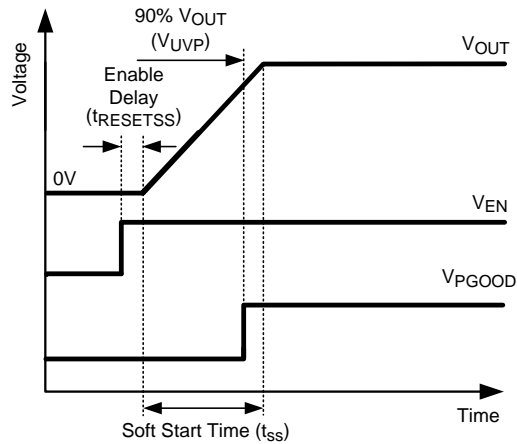 90% VOUT
(VUVP)
Enable
Delay
(tRESETSS)
VOUT
Voltage
0V
VEN
VPGOOD
Time
Soft Start Time (tss)